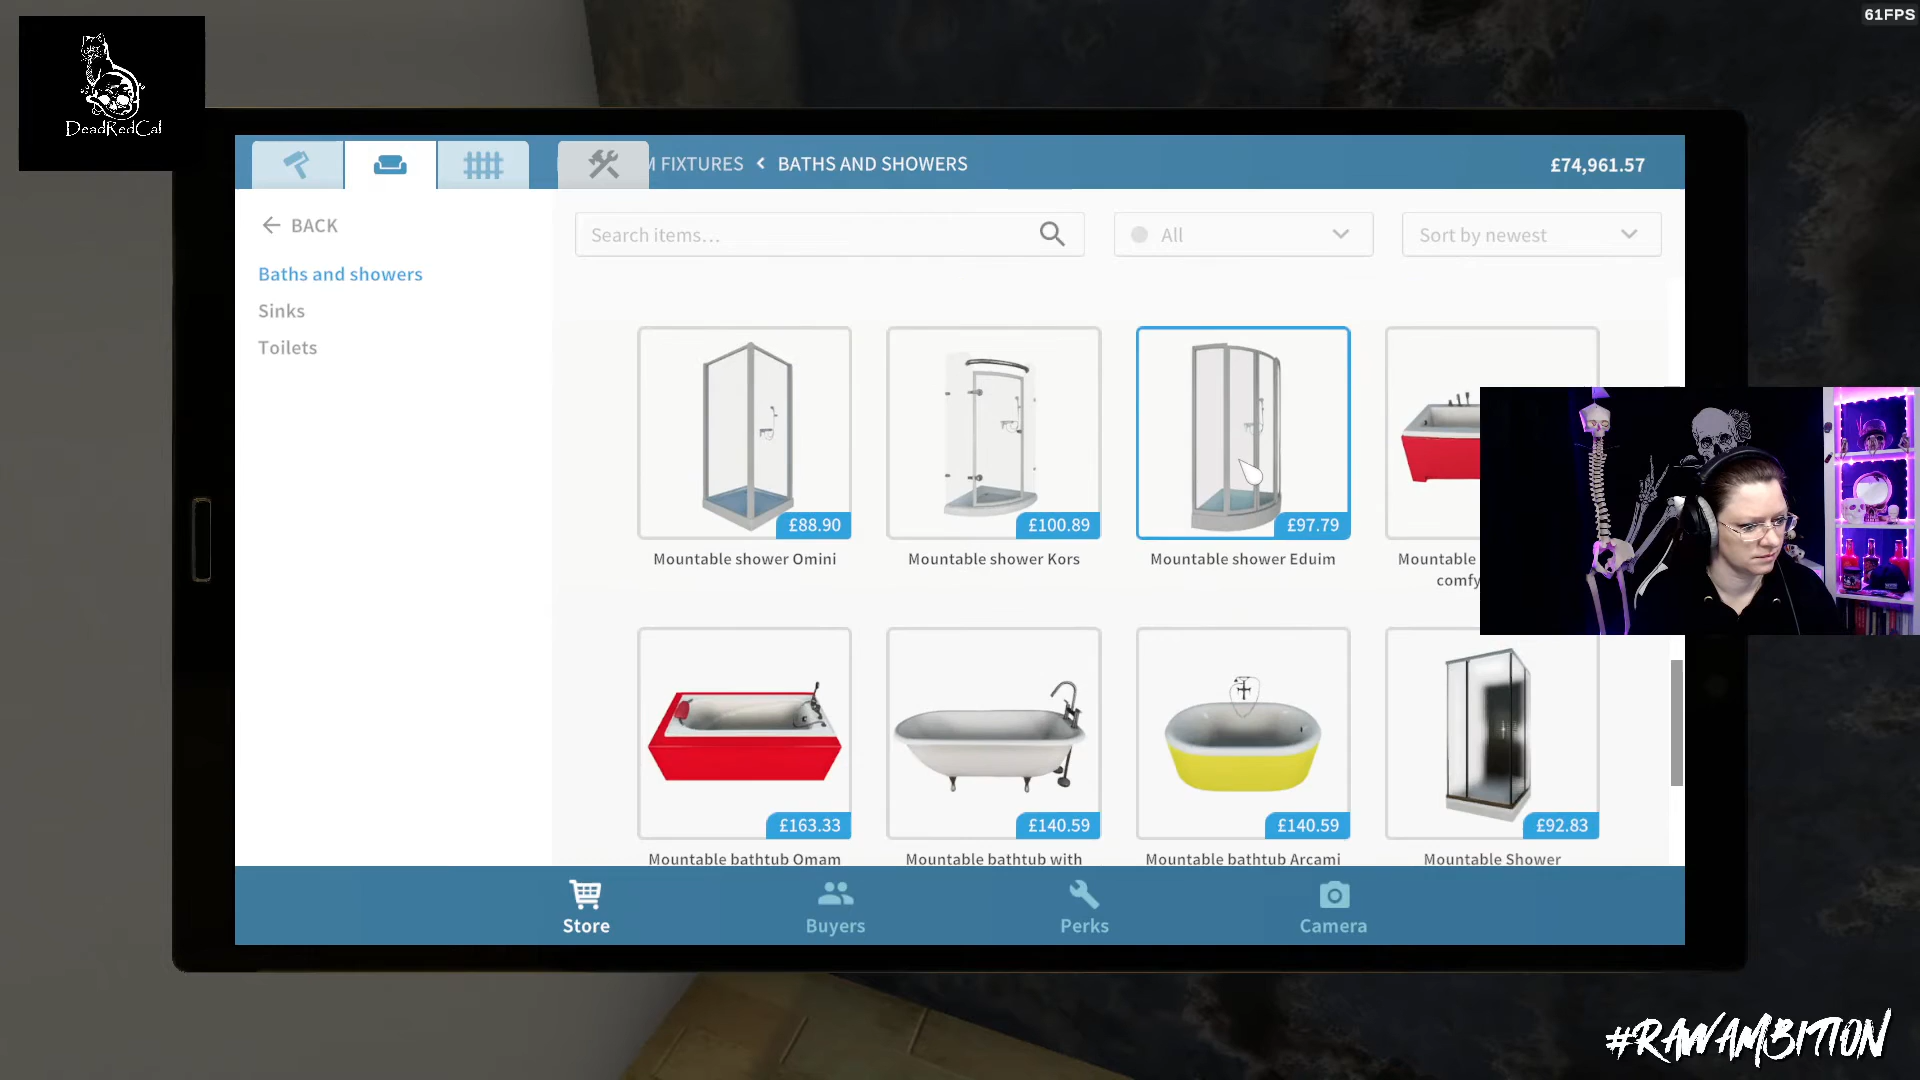 61FPS
DeadRedCal
M FIXTURES < BATHS AND SHOWERS
£74,961.57
BACK
Search items...
All
Sort by newest
Baths and showers
Sinks
Toilets
£88.90
£100.89
£97.79
Mountable shower Omini
Mountable shower Kors
Mountable shower Eduim
Mountable
comfy
£163.33
£140.59
£140.59
£92.83
Mountable bathtub Omam
Mountable bathtub with
Mountable bathtub Arcami
Mountable Shower
Store
Buyers
Perks
Camera
#RAWAMBITION